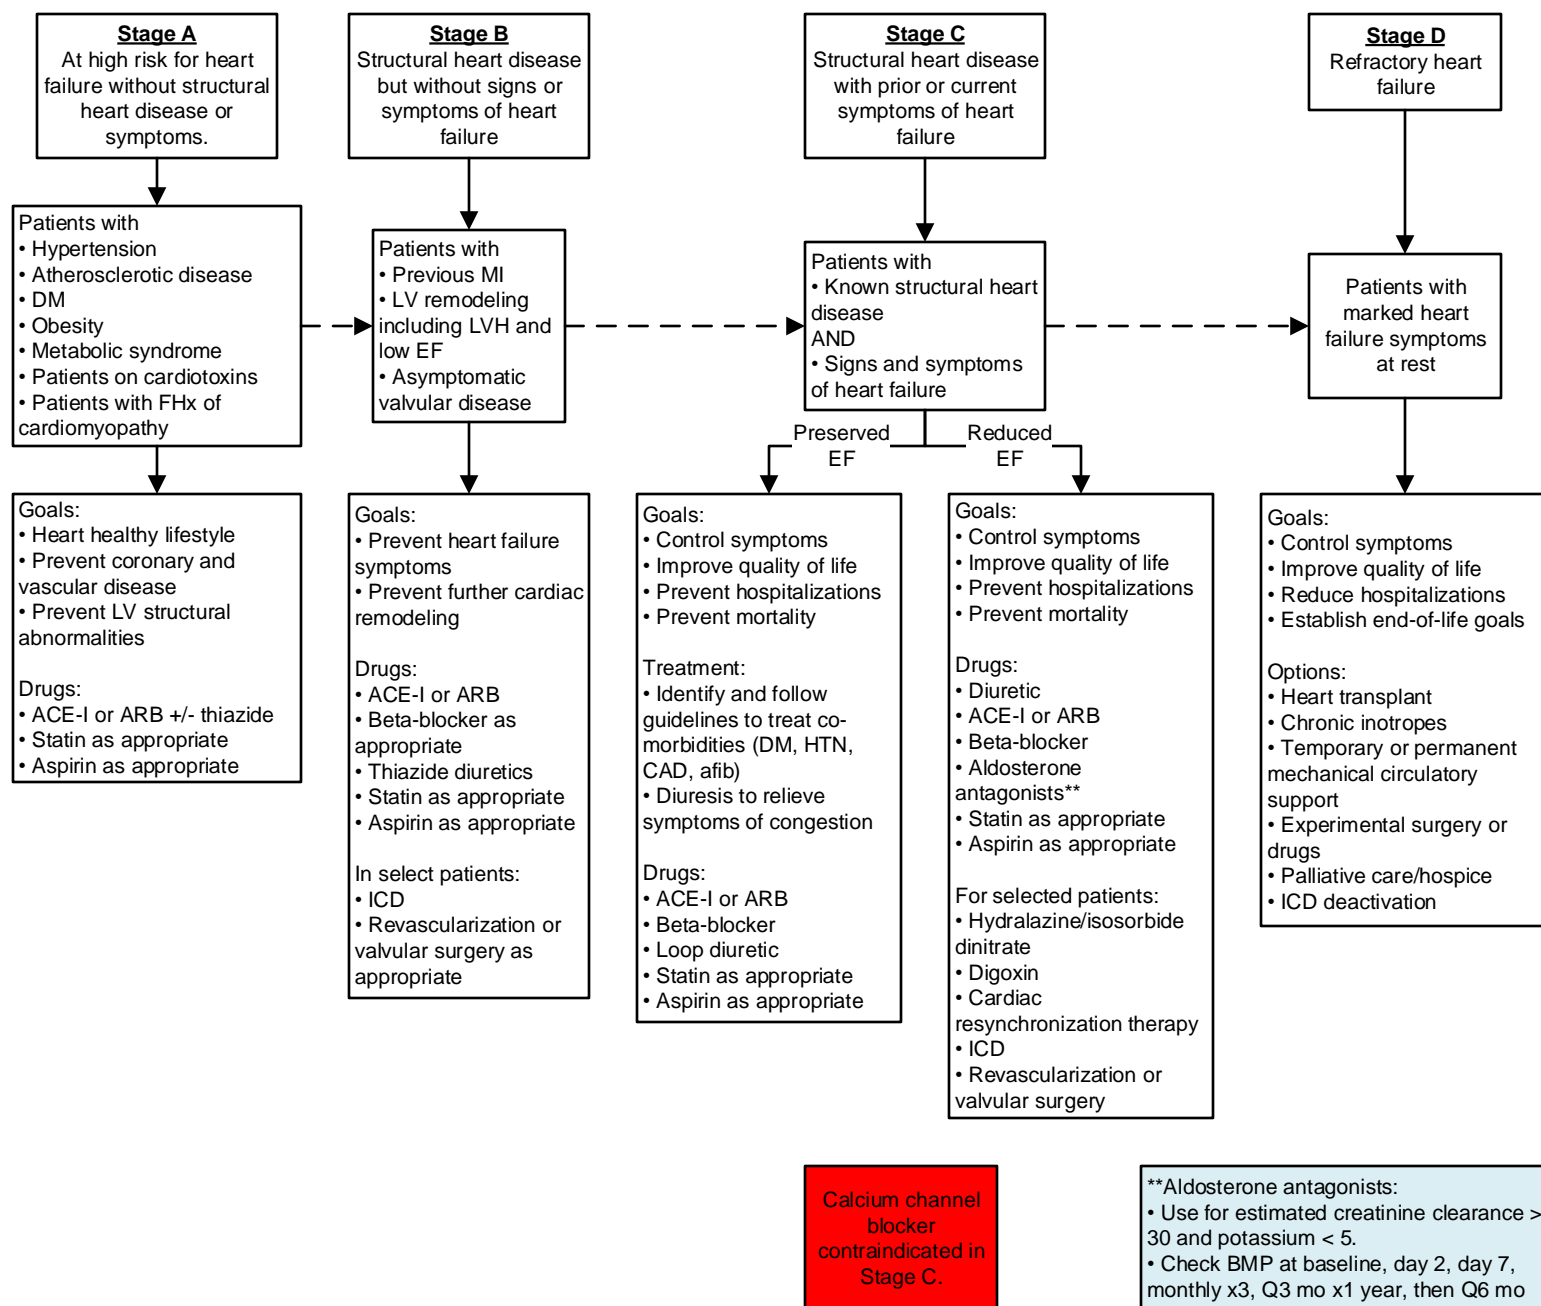 Stage A
At high risk for heart
failure without structural
heart disease or
symptoms.
Stage B
Structural heart disease
but without signs or
symptoms of heart
failure
Stage C
Structural heart disease
with prior or current
symptoms of heart
failure
Stage D
Refractory heart
failure
Patients with
• Hypertension
• Atherosclerotic disease
• DM
• Obesity
• Metabolic syndrome
• Patients on cardiotoxins
• Patients with FHx of
cardiomyopathy
Patients with
• Previous MI
• LV remodeling
including LVH and
low EF
• Asymptomatic
valvular disease
Patients with
• Known structural heart
disease
AND
• Signs and symptoms
of heart failure
Patients with
marked heart
failure symptoms
at rest
Preserved
EF
Reduced
EF
Goals:
• Heart healthy lifestyle
• Prevent coronary and
vascular disease
• Prevent LV structural
abnormalities
Drugs:
• ACE-I or ARB +/- thiazide
• Statin as appropriate
• Aspirin as appropriate
Goals:
• Prevent heart failure
symptoms
• Prevent further cardiac
remodeling
Drugs:
• ACE-I or ARB
• Beta-blocker as
appropriate
• Thiazide diuretics
• Statin as appropriate
• Aspirin as appropriate
In select patients:
• ICD
• Revascularization or
valvular surgery as
appropriate
Goals:
• Control symptoms
• Improve quality of life
• Prevent hospitalizations
• Prevent mortality
Treatment:
• Identify and follow
guidelines to treat co-
morbidities (DM, HTN,
CAD, afib)
• Diuresis to relieve
symptoms of congestion
Drugs:
• ACE-I or ARB
• Beta-blocker
• Loop diuretic
• Statin as appropriate
• Aspirin as appropriate
Goals:
• Control symptoms
• Improve quality of life
• Prevent hospitalizations
• Prevent mortality
Drugs:
• Diuretic
• ACE-I or ARB
• Beta-blocker
• Aldosterone
antagonists**
• Statin as appropriate
• Aspirin as appropriate
For selected patients:
• Hydralazine/isosorbide
dinitrate
• Digoxin
• Cardiac
resynchronization therapy
• ICD
• Revascularization or
valvular surgery
Goals:
• Control symptoms
• Improve quality of life
• Reduce hospitalizations
• Establish end-of-life goals
Options:
• Heart transplant
• Chronic inotropes
• Temporary or permanent
mechanical circulatory
support
• Experimental surgery or
drugs
• Palliative care/hospice
• ICD deactivation
Calcium channel
blocker
contraindicated in
Stage C.
**Aldosterone antagonists:
• Use for estimated creatinine clearance >
30 and potassium < 5.
• Check BMP at baseline, day 2, day 7,
monthly x3, Q3 mo x1 year, then Q6 mo